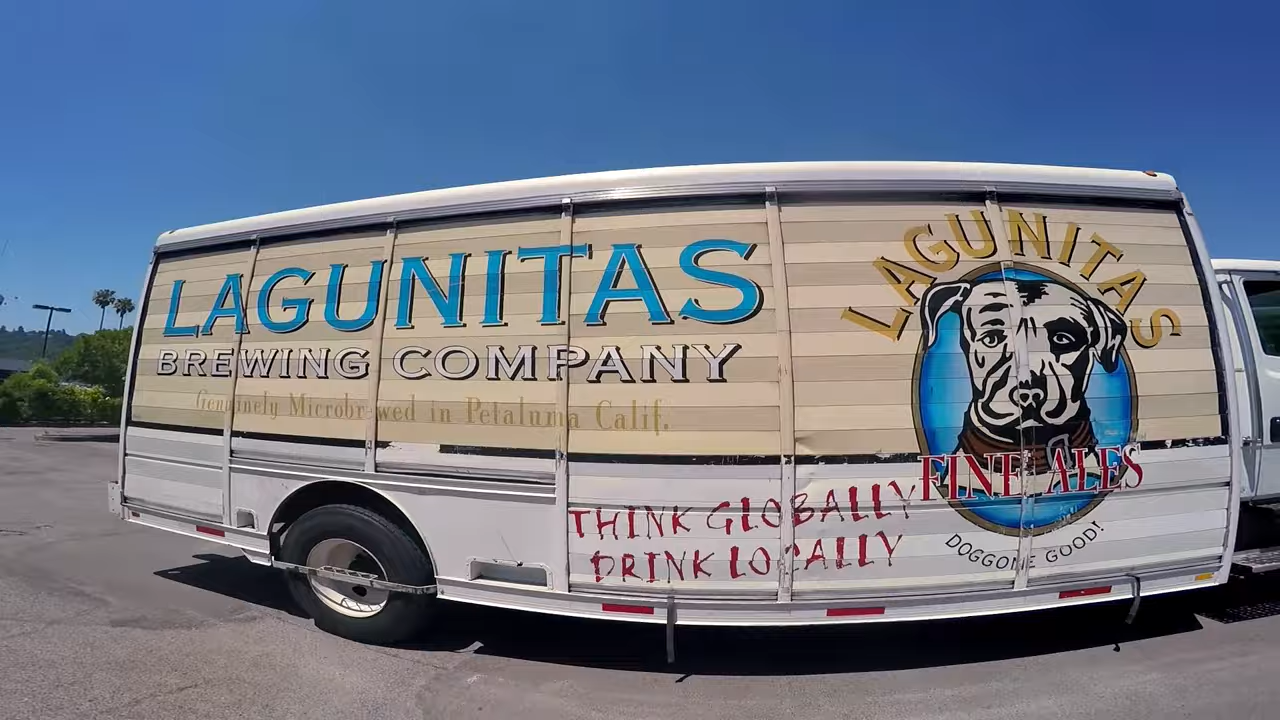 LAGUNITAS
BREWING COMPANY
Genuinely Microbrewed in Petaluma Calif.
THINK GLOBALLY
DRINK LOCALLY
LAGUNITAS
FINE ALES
DOGGONE GOOD!